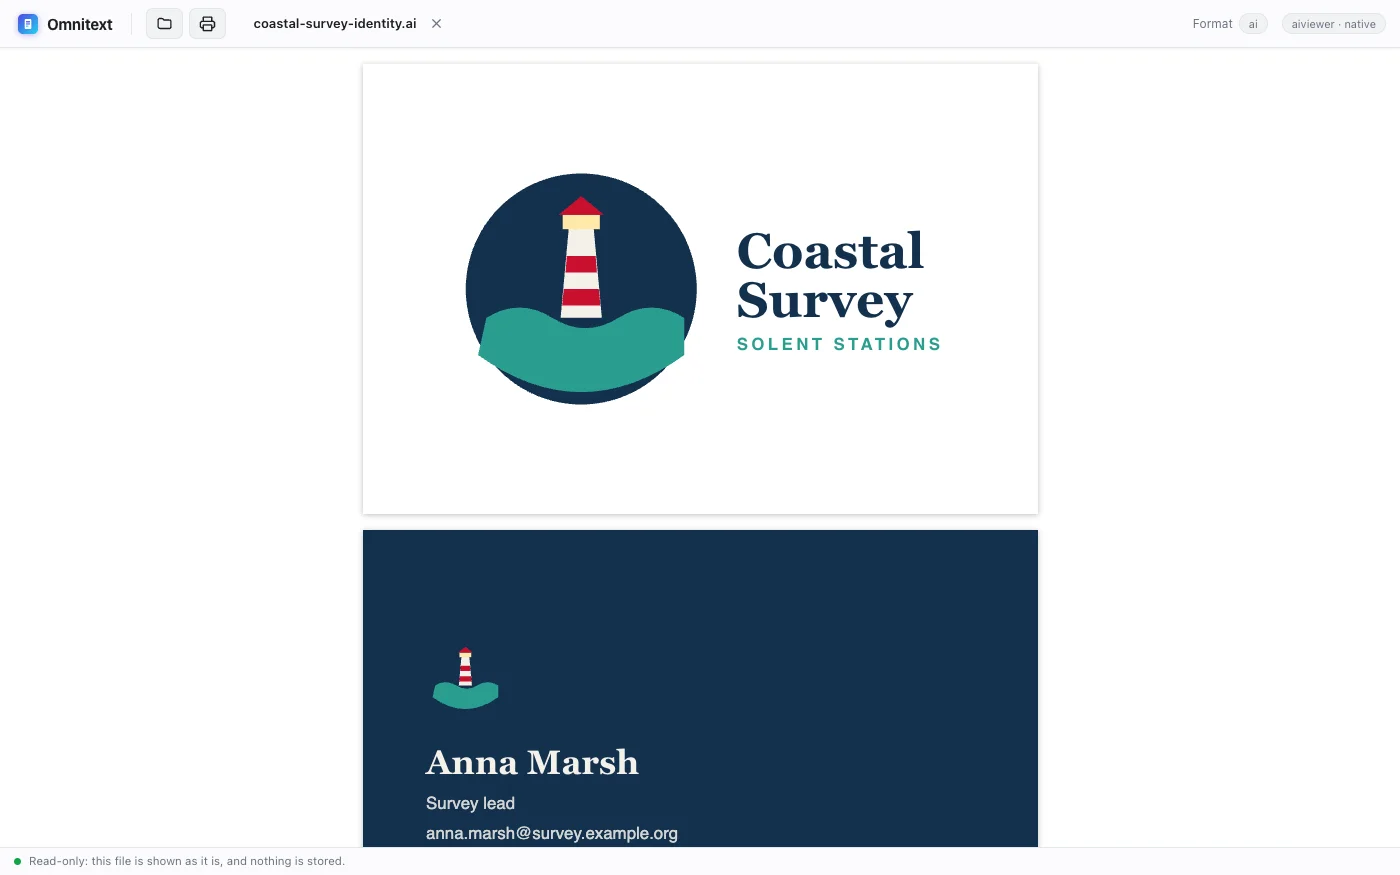 Omnitext
coastal-survey-identity.ai
Format
ai
aiviewer · native
Coastal
Survey
SOLENT STATIONS
Anna Marsh
Survey lead
anna.marsh@survey.example.org
Read-only: this file is shown as it is, and nothing is stored.